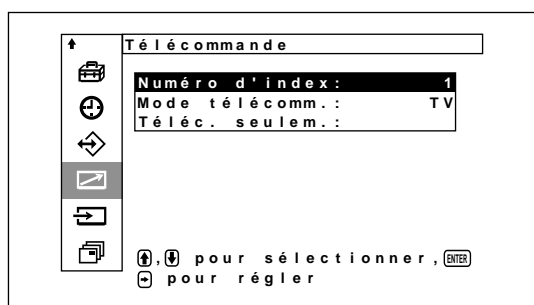 Télécommande
Numéro d'index: 1
Mode télécomm.: TV
Téléc. seulem.:
, pour sélectionner, ENTER
pour régler